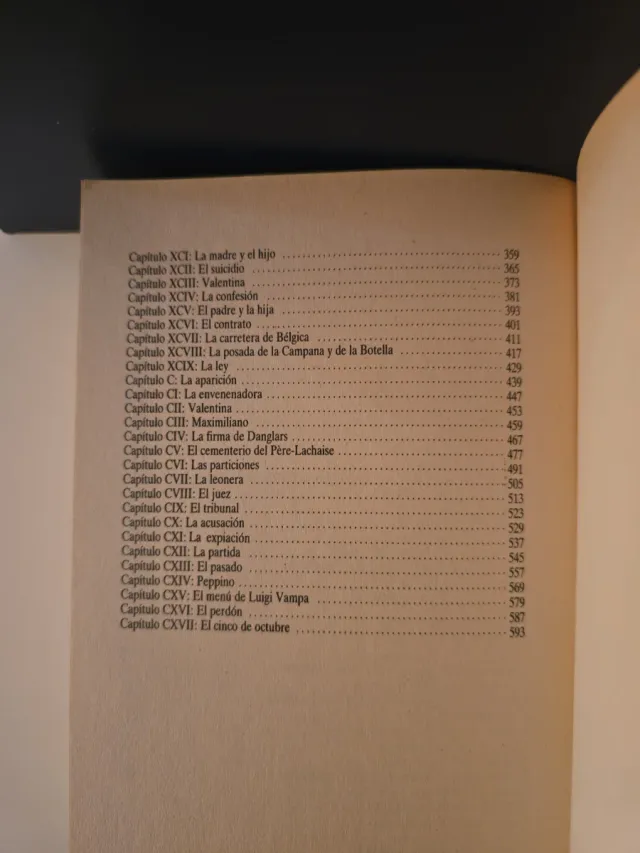 Capítulo XCI: La madre y el hijo ........................................ 359
Capítulo XCII: El suicidio ........................................ 365
Capítulo XCIII: Valentina ........................................ 373
Capítulo XCIV: La confesión ........................................ 381
Capítulo XCV: El padre y la hija ........................................ 393
Capítulo XCVI: El contrato ........................................ 401
Capítulo XCVII: La carretera de Bélgica ........................................ 411
Capítulo XCVIII: La posada de la Campana y de la Botella ........................ 417
Capítulo XCIX: La ley ........................................ 429
Capítulo C: La aparición ........................................ 439
Capítulo CI: La envenenadora ........................................ 447
Capítulo CII: Valentina ........................................ 453
Capítulo CIII: Maximiliano ........................................ 459
Capítulo CIV: La firma de Danglars ........................................ 467
Capítulo CV: El cementerio del Père-Lachaise ........................................ 477
Capítulo CVI: Las particiones ........................................ 491
Capítulo CVII: La leonera ........................................ 505
Capítulo CVIII: El juez ........................................ 513
Capítulo CIX: El tribunal ........................................ 523
Capítulo CX: La acusación ........................................ 529
Capítulo CXI: La expiación ........................................ 537
Capítulo CXII: La partida ........................................ 545
Capítulo CXIII: El pasado ........................................ 557
Capítulo CXIV: Peppino ........................................ 569
Capítulo CXV: El menú de Luigi Vampa ........................................ 579
Capítulo CXVI: El perdón ........................................ 587
Capítulo CXVII: El cinco de octubre ........................................ 593